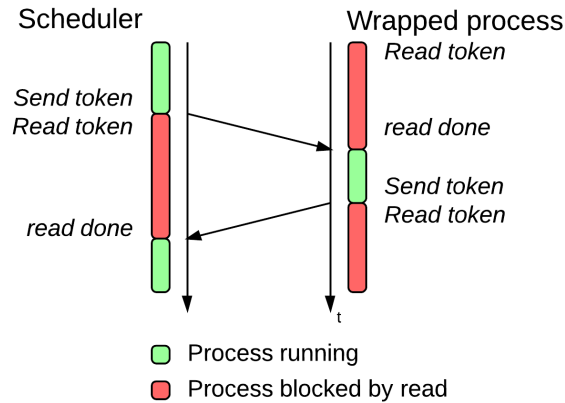 Scheduler
Wrapped process
Read token
Send token
Read token
read done
Send token
Read token
read done
t
Process running
Process blocked by read